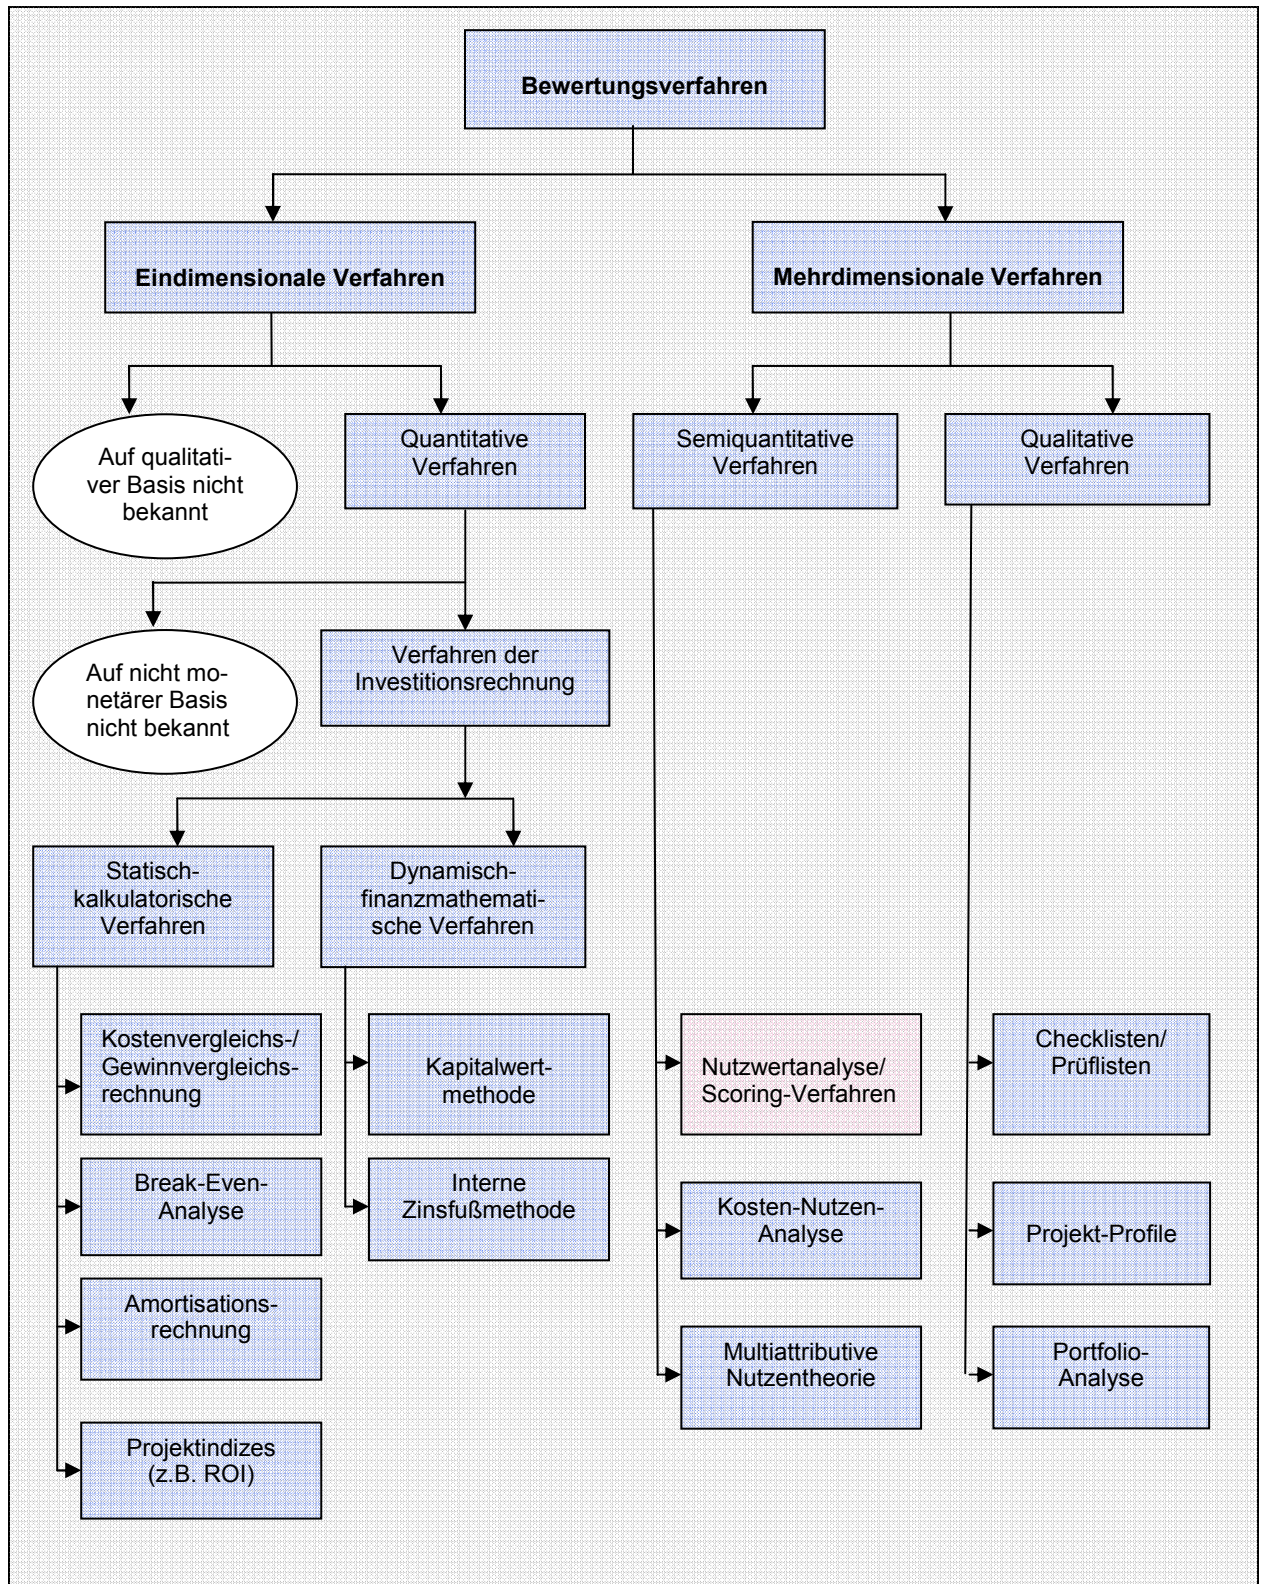 Bewertungsverfahren
Eindimensionale Verfahren
Mehrdimensionale Verfahren
Auf qualitati-
ver Basis nicht
bekannt
Quantitative
Verfahren
Semiquantitative
Verfahren
Qualitative
Verfahren
Auf nicht mo-
netärer Basis
nicht bekannt
Verfahren der
Investitionsrechnung
Statisch-
kalkulatorische
Verfahren
Dynamisch-
finanzmathemati-
sche Verfahren
Kostenvergleichs-/
Gewinnvergleichs-
rechnung
Kapitalwert-
methode
Nutzwertanalyse/
Scoring-Verfahren
Checklisten/
Prüflisten
Break-Even-
Analyse
Interne
Zinsfußmethode
Kosten-Nutzen-
Analyse
Projekt-Profile
Amortisations-
rechnung
Multiattributive
Nutzentheorie
Portfolio-
Analyse
Projektindizes
(z.B. ROI)